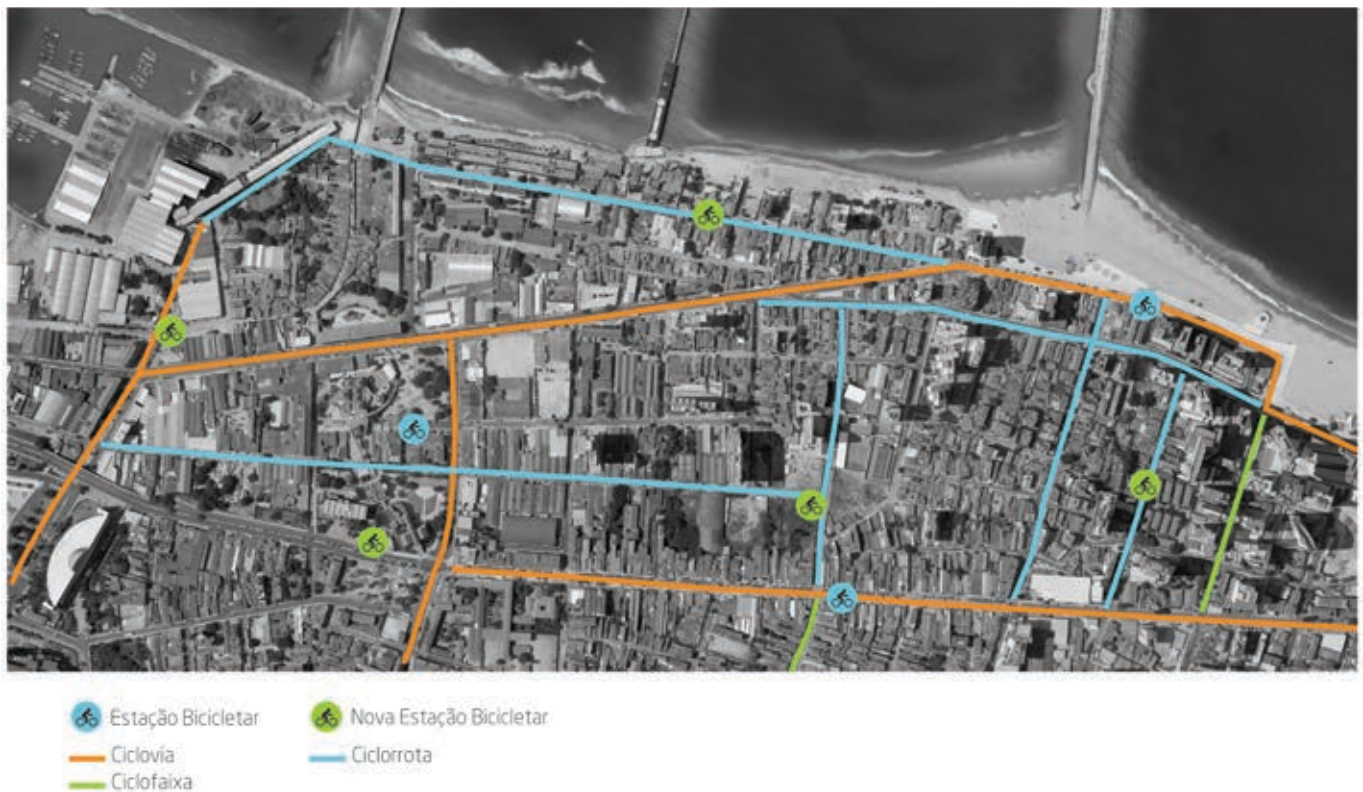 Estação Bicicletar
Nova Estação Bicicletar
Ciclovia
Ciclorrota
Ciclofaixa